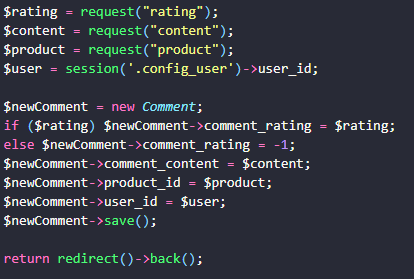 $rating = request("rating");
$content = request("content");
$product = request("product");
$user = session('.config_user')->user_id;
$newComment = new Comment;
if ($rating) $newComment->comment_rating = $rating;
else $newComment->comment_rating = -1;
$newComment->comment_content = $content;
$newComment->product_id = $product;
$newComment->user_id = $user;
$newComment->save();
return redirect()->back();